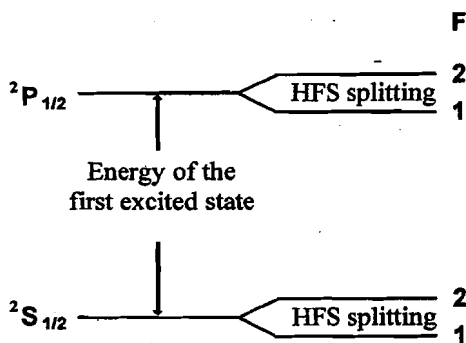 F
2
²P₁/₂ HFS splitting
1
Energy of the
first excited state
2
²S₁/₂ HFS splitting
1